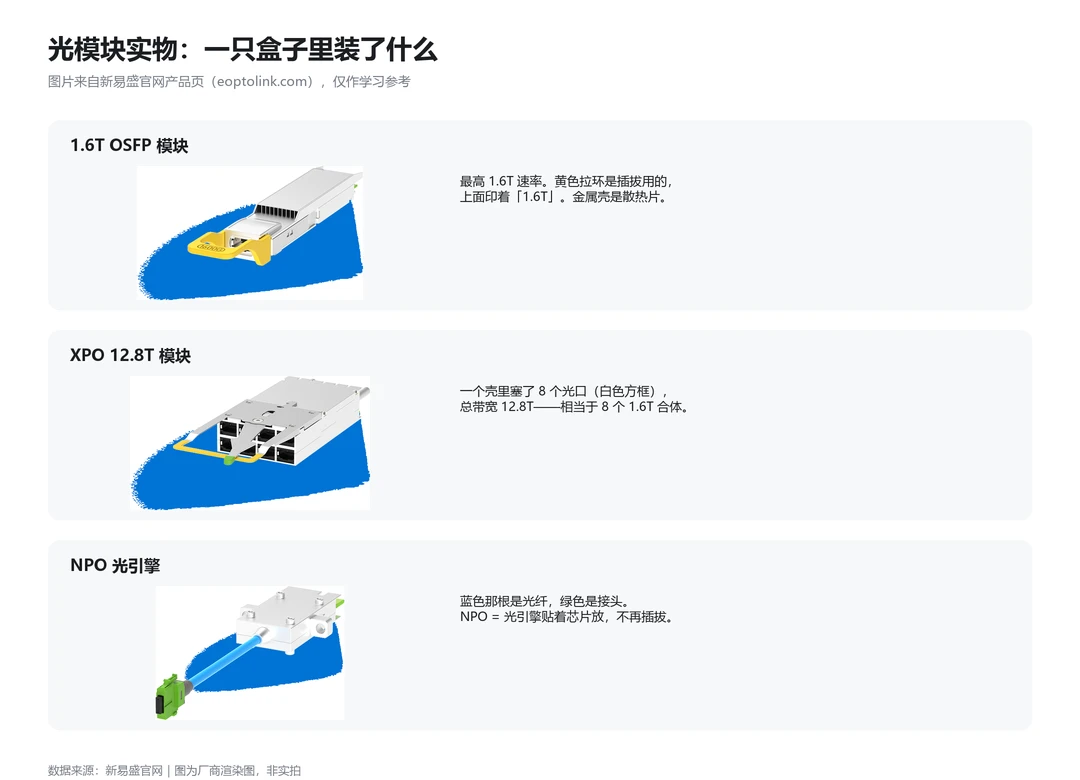 光模块实物：一只盒子里装了什么
图片来自新易盛官网产品页（eoptolink.com），仅作学习参考
1.6T OSFP 模块
最高 1.6T 速率。黄色拉环是插拔用的，
上面印着「1.6T」。金属壳是散热片。
XPO 12.8T 模块
一个壳里塞了 8 个光口（白色方框），
总带宽 12.8T——相当于 8 个 1.6T 合体。
NPO 光引擎
蓝色那根是光纤，绿色是接头。
NPO = 光引擎贴着芯片放，不再插拔。
数据来源：新易盛官网 | 图为厂商渲染图，非实拍